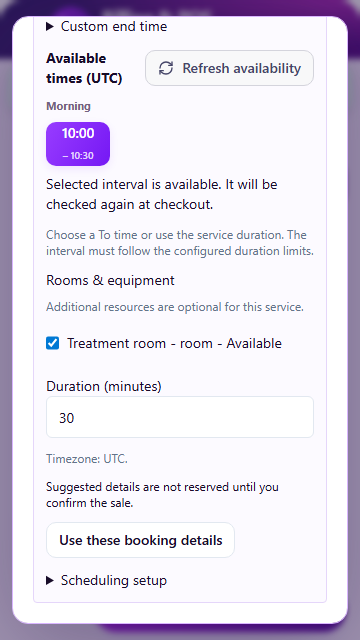 Custom end time
Available
times (UTC)
Refresh availability
Morning
10:00
– 10:30
Selected interval is available. It will be
checked again at checkout.
Choose a To time or use the service duration. The
interval must follow the configured duration limits.
Rooms & equipment
Additional resources are optional for this service.
Treatment room - room - Available
Duration (minutes)
30
Timezone: UTC.
Suggested details are not reserved until you
confirm the sale.
Use these booking details
Scheduling setup